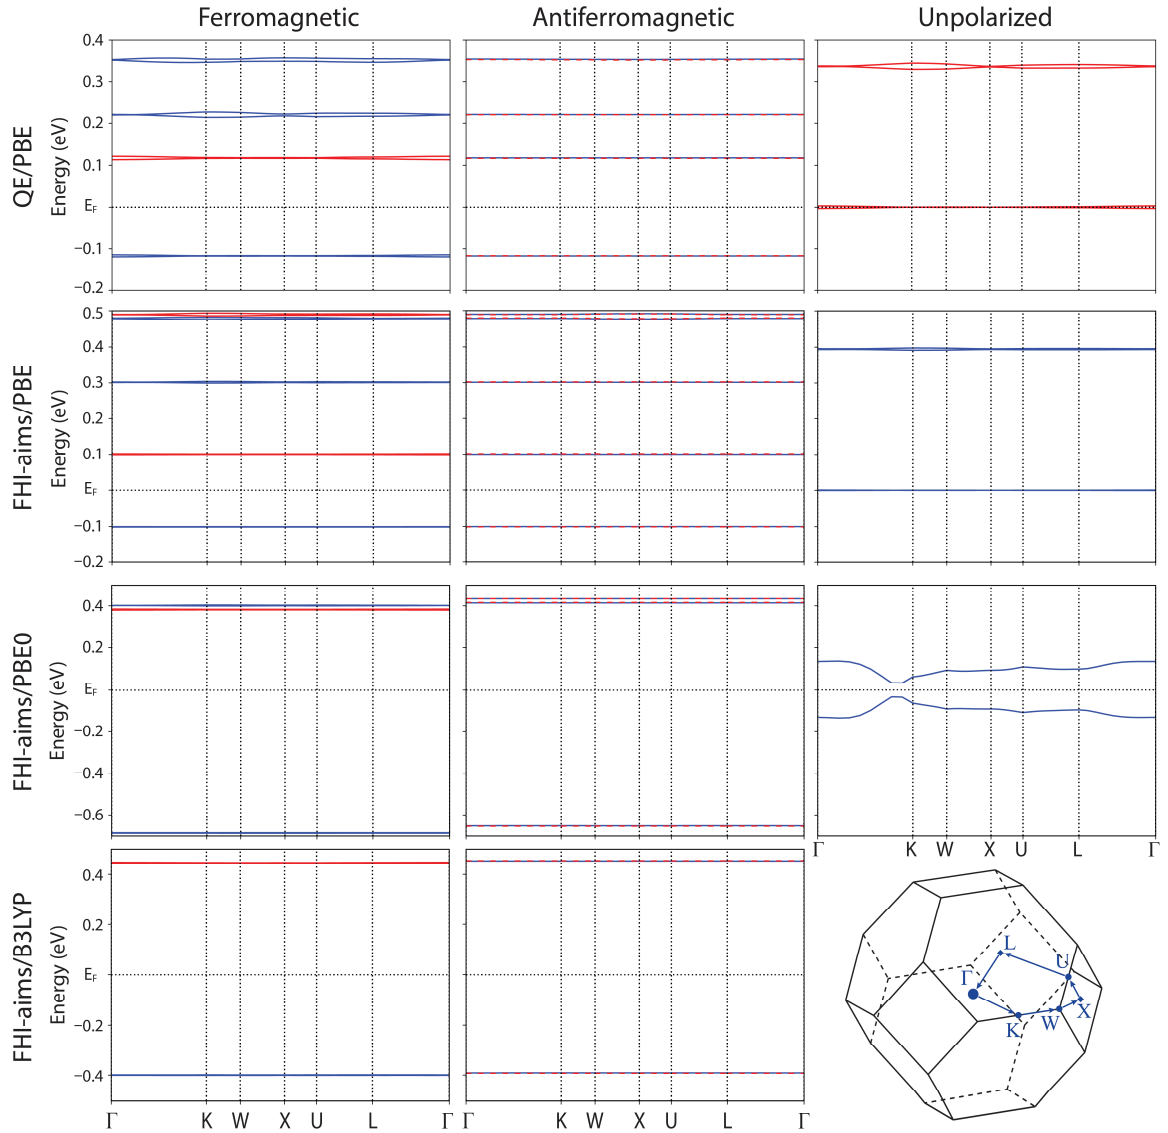 Ferromagnetic Antiferromagnetic Unpolarized
QE/PBE
Energy (eV)
0.4
0.3
0.2
0.1
EF
−0.1
−0.2
FHI-aims/PBE
Energy (eV)
0.5
0.4
0.3
0.2
0.1
EF
−0.1
−0.2
FHI-aims/PBE0
Energy (eV)
0.4
0.2
EF
−0.2
−0.4
−0.6
Γ K W X U L Γ
FHI-aims/B3LYP
Energy (eV)
0.4
0.2
EF
−0.2
−0.4
Γ K W X U L Γ Γ K W X U L Γ
L
U
Γ
X
K W